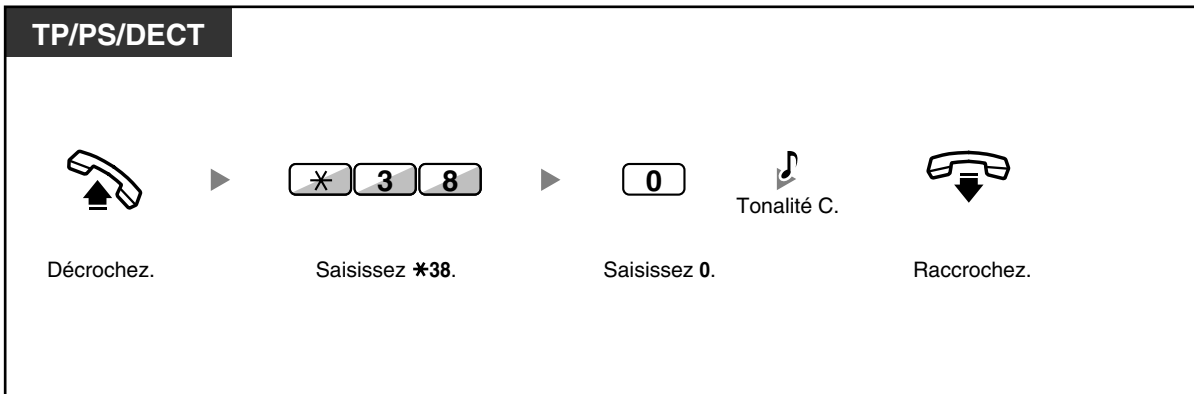 TP/PS/DECT
* 3 8
0
Tonalité C.
Décrochez.
Saisissez *38.
Saisissez 0.
Raccrochez.